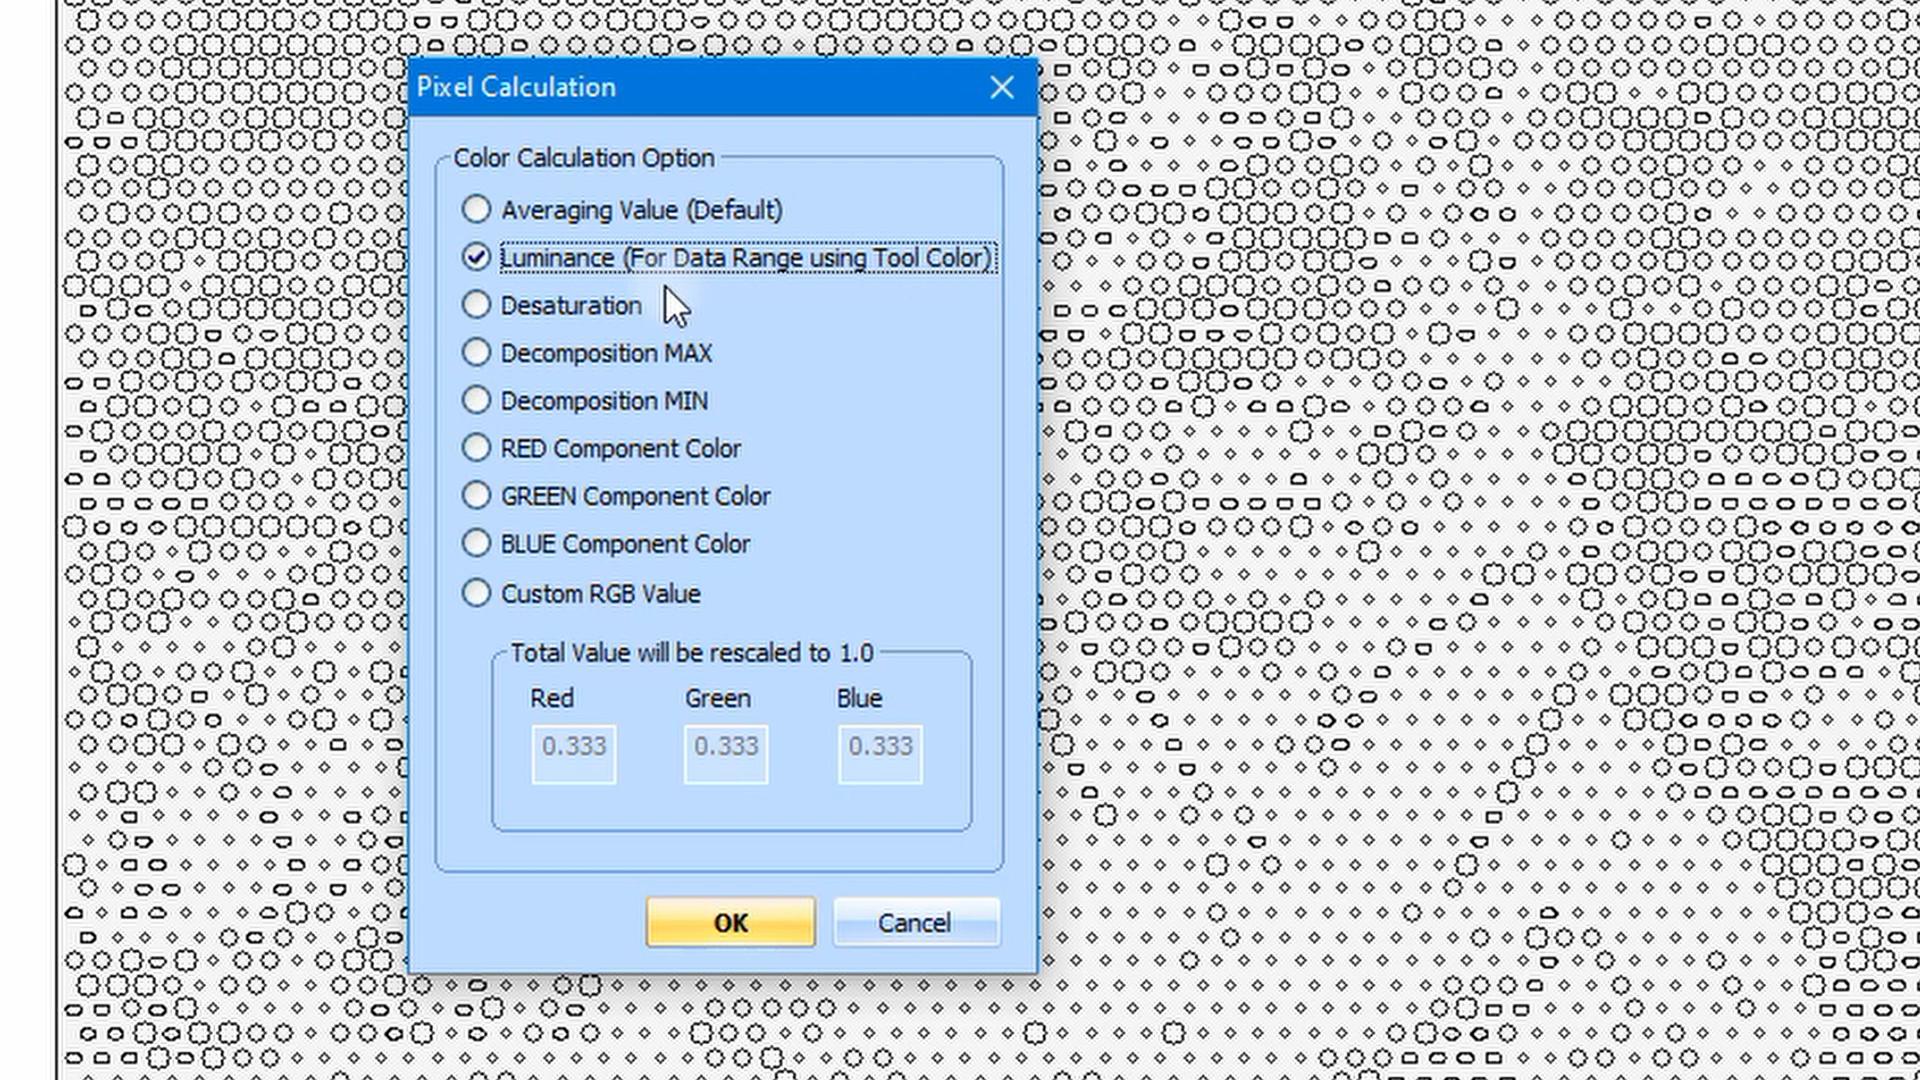 Pixel Calculation
Color Calculation Option
Averaging Value (Default)
Luminance (For Data Range using Tool Color)
Desaturation
Decomposition MAX
Decomposition MIN
RED Component Color
GREEN Component Color
BLUE Component Color
Custom RGB Value
Total Value will be rescaled to 1.0
Red Green Blue
0.333 0.333 0.333
OK Cancel